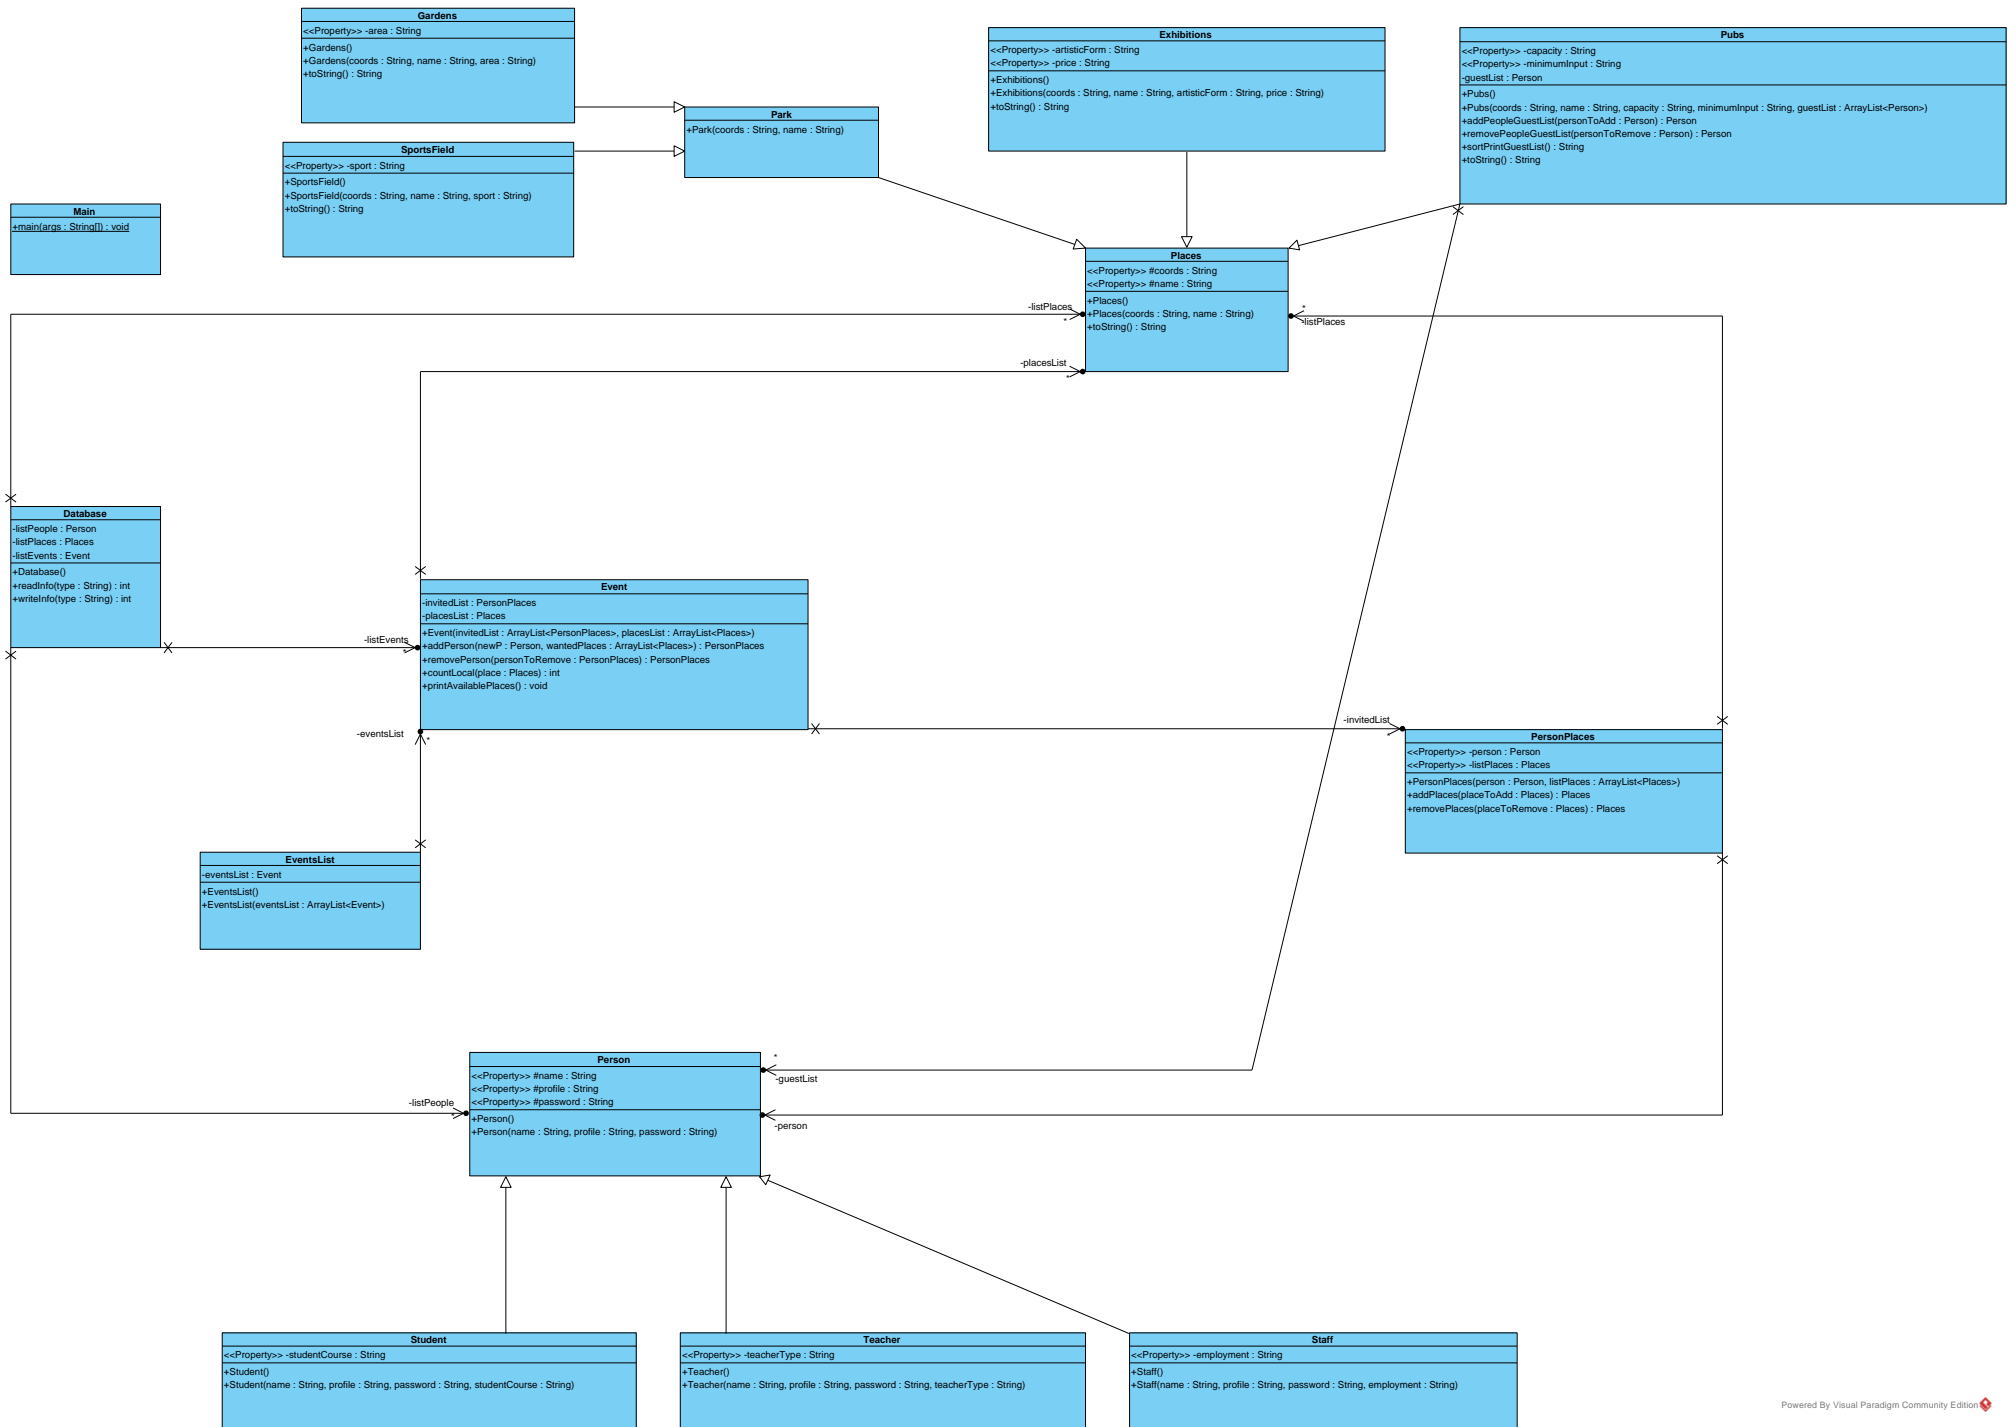 Gardens
<<Property>> -area : String
+Gardens()
+Gardens(coords : String, name : String, area : String)
+toString() : String
Exhibitions
<<Property>> -artisticForm : String
<<Property>> -price : String
+Exhibitions()
+Exhibitions(coords : String, name : String, artisticForm : String, price : String)
+toString() : String
Pubs
<<Property>> -capacity : String
<<Property>> -minimumInput : String
-guestList : Person
+Pubs()
+Pubs(coords : String, name : String, capacity : String, minimumInput : String, guestList : ArrayList<Person>)
+addPeopleGuestList(personToAdd : Person) : Person
+removePeopleGuestList(personToRemove : Person) : Person
+sortPrintGuestList() : String
+toString() : String
Park
+Park(coords : String, name : String)
SportsField
<<Property>> -sport : String
+SportsField()
+SportsField(coords : String, name : String, sport : String)
+toString() : String
Main
+main(args : String[]) : void
Places
<<Property>> #coords : String
<<Property>> #name : String
+Places()
+Places(coords : String, name : String)
+toString() : String
-listPlaces
*
*
-listPlaces
-placesList
*
Database
-listPeople : Person
-listPlaces : Places
-listEvents : Event
+Database()
+readInfo(type : String) : int
+writeInfo(type : String) : int
-listEvents
*
Event
-invitedList : PersonPlaces
-placesList : Places
+Event(invitedList : ArrayList<PersonPlaces>, placesList : ArrayList<Places>)
+addPerson(newP : Person, wantedPlaces : ArrayList<Places>) : PersonPlaces
+removePerson(personToRemove : PersonPlaces) : PersonPlaces
+countLocal(place : Places) : int
+printAvailablePlaces() : void
-eventsList
*
-invitedList
*
PersonPlaces
<<Property>> -person : Person
<<Property>> -listPlaces : Places
+PersonPlaces(person : Person, listPlaces : ArrayList<Places>)
+addPlaces(placeToAdd : Places) : Places
+removePlaces(placeToRemove : Places) : Places
EventsList
-eventsList : Event
+EventsList()
+EventsList(eventsList : ArrayList<Event>)
Person
<<Property>> #name : String
<<Property>> #profile : String
<<Property>> #password : String
+Person()
+Person(name : String, profile : String, password : String)
*
-guestList
-listPeople
*
-person
Student
<<Property>> -studentCourse : String
+Student()
+Student(name : String, profile : String, password : String, studentCourse : String)
Teacher
<<Property>> -teacherType : String
+Teacher()
+Teacher(name : String, profile : String, password : String, teacherType : String)
Staff
<<Property>> -employment : String
+Staff()
+Staff(name : String, profile : String, password : String, employment : String)
Powered By Visual Paradigm Community Edition